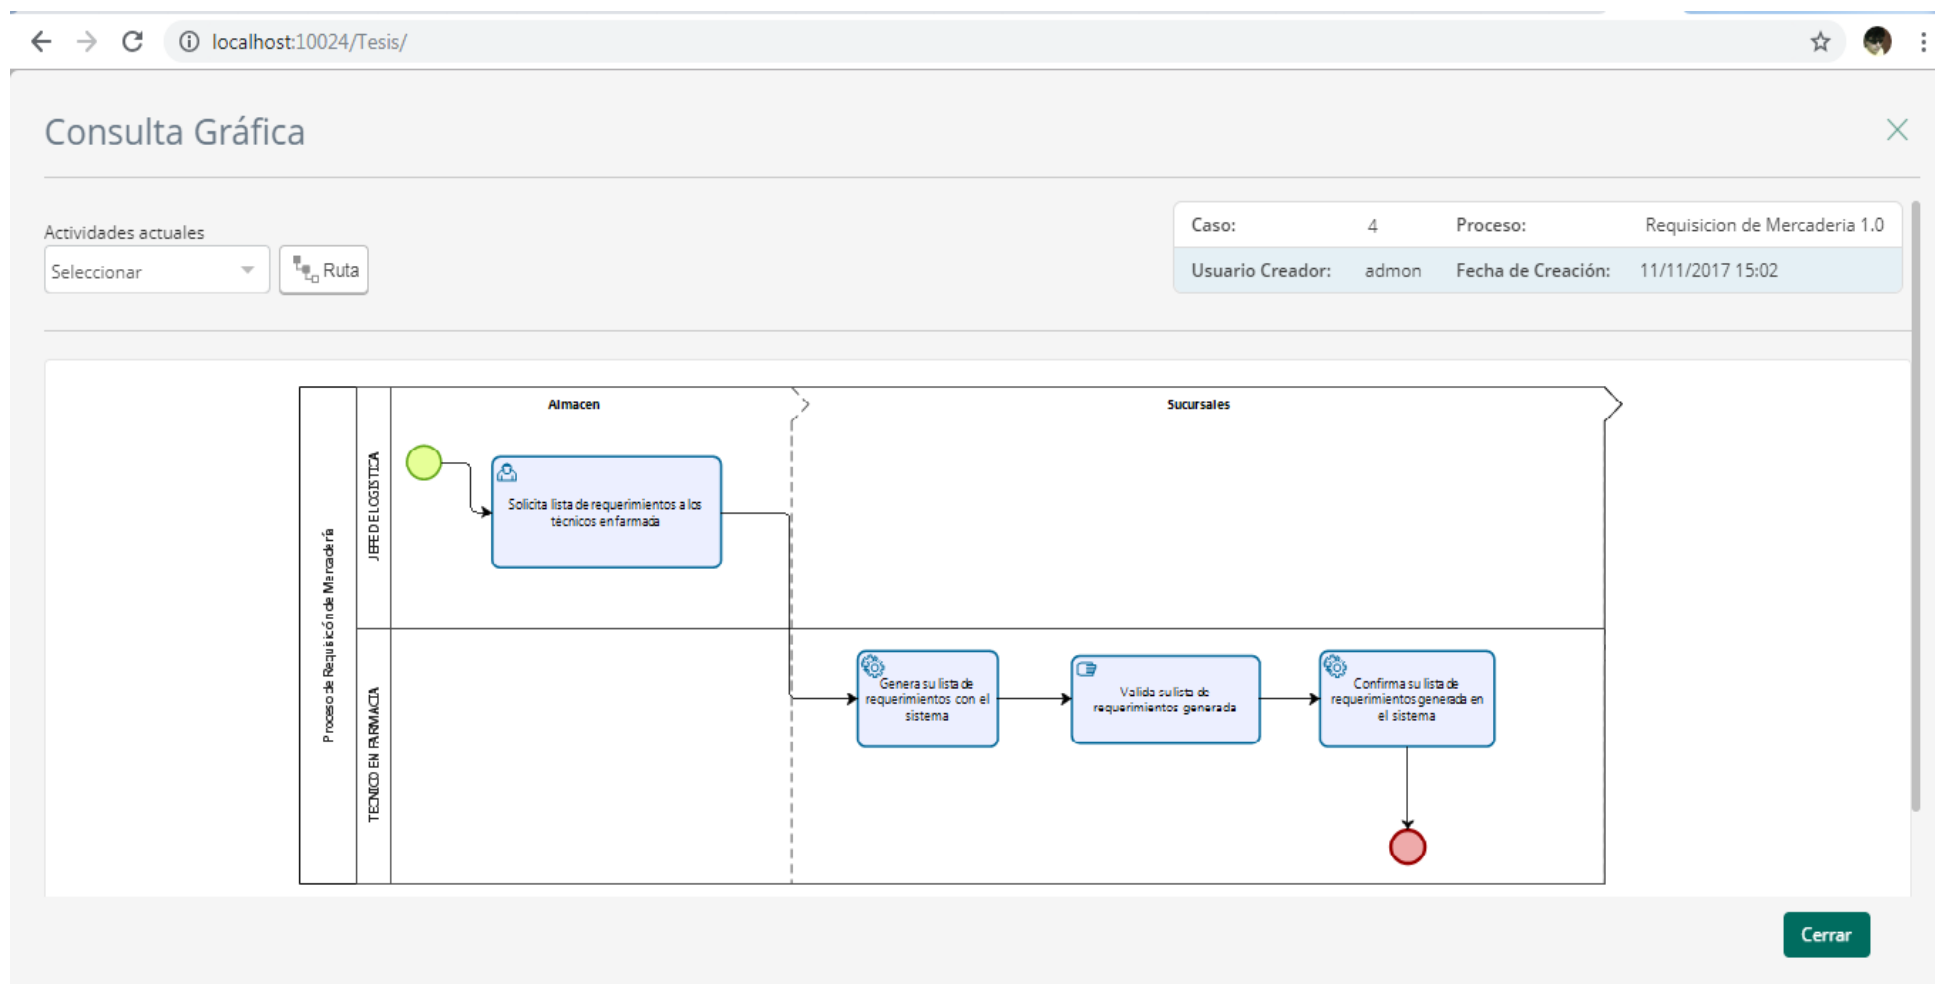 localhost:10024/Tesis/
Consulta Gráfica
Actividades actuales
Seleccionar
Ruta
Caso: 4 Proceso: Requisicion de Mercaderia 1.0
Usuario Creador: admon Fecha de Creación: 11/11/2017 15:02
Almacen
Sucursales
Proceso de Requisicón de Mercadería
JEFE DE LOGISTICA
Solicita lista de requerimientos a los
técnicos en farmacia
TECNICO EN FARMACIA
Genera su lista de
requerimientos con el
sistema
Valida su lista de
requerimientos generada
Confirma su lista de
requerimientos generada en
el sistema
Cerrar